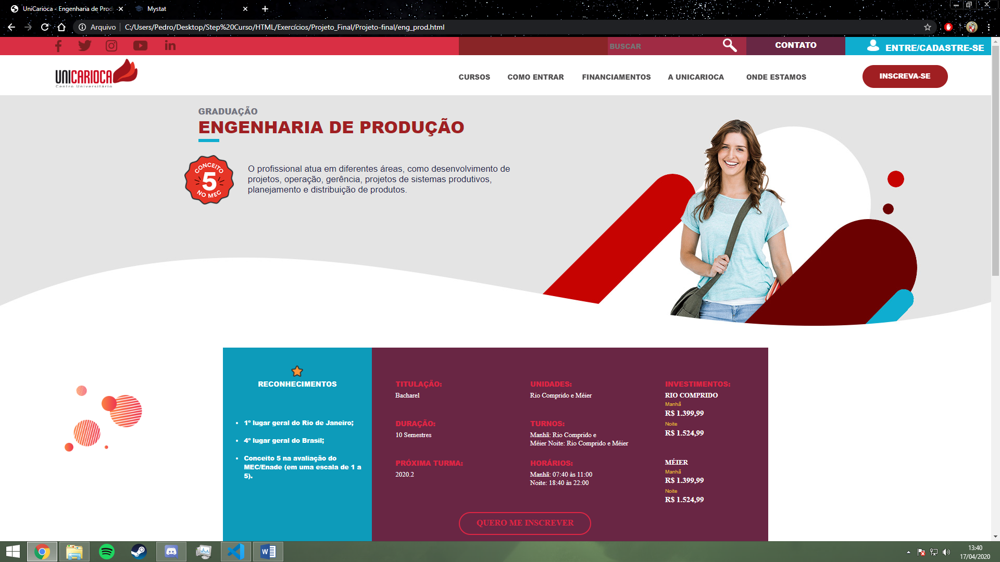 UniCarioca - Engenharia de Prod
Mystat
Arquivo
C:/Users/Pedro/Desktop/Step%20Curso/HTML/Exercícios/Projeto_Final/Projeto-final/eng_prod.html
BUSCAR
CONTATO
ENTRE/CADASTRE-SE
UNICARIOCA
Centro Universitário
CURSOS
COMO ENTRAR
FINANCIAMENTOS
A UNICARIOCA
ONDE ESTAMOS
INSCREVA-SE
GRADUAÇÃO
ENGENHARIA DE PRODUÇÃO
CONCEITO
5
NO MEC
O profissional atua em diferentes áreas, como desenvolvimento de
projetos, operação, gerência, projetos de sistemas produtivos,
planejamento e distribuição de produtos.
RECONHECIMENTOS
• 1º lugar geral do Rio de Janeiro;
• 4º lugar geral do Brasil;
• Conceito 5 na avaliação do
MEC/Enade (em uma escala de 1 a
5).
TITULAÇÃO:
Bacharel
DURAÇÃO:
10 Semestres
PRÓXIMA TURMA:
2020.2
UNIDADES:
Rio Comprido e Méier
TURNOS:
Manhã: Rio Comprido e
Méier Noite: Rio Comprido e Méier
HORÁRIOS:
Manhã: 07:40 às 11:00
Noite: 18:40 às 22:00
INVESTIMENTOS:
RIO COMPRIDO
Manhã
R$ 1.399,99
Noite
R$ 1.524,99
MÉIER
Manhã
R$ 1.399,99
Noite
R$ 1.524,99
QUERO ME INSCREVER
13:40
17/04/2020